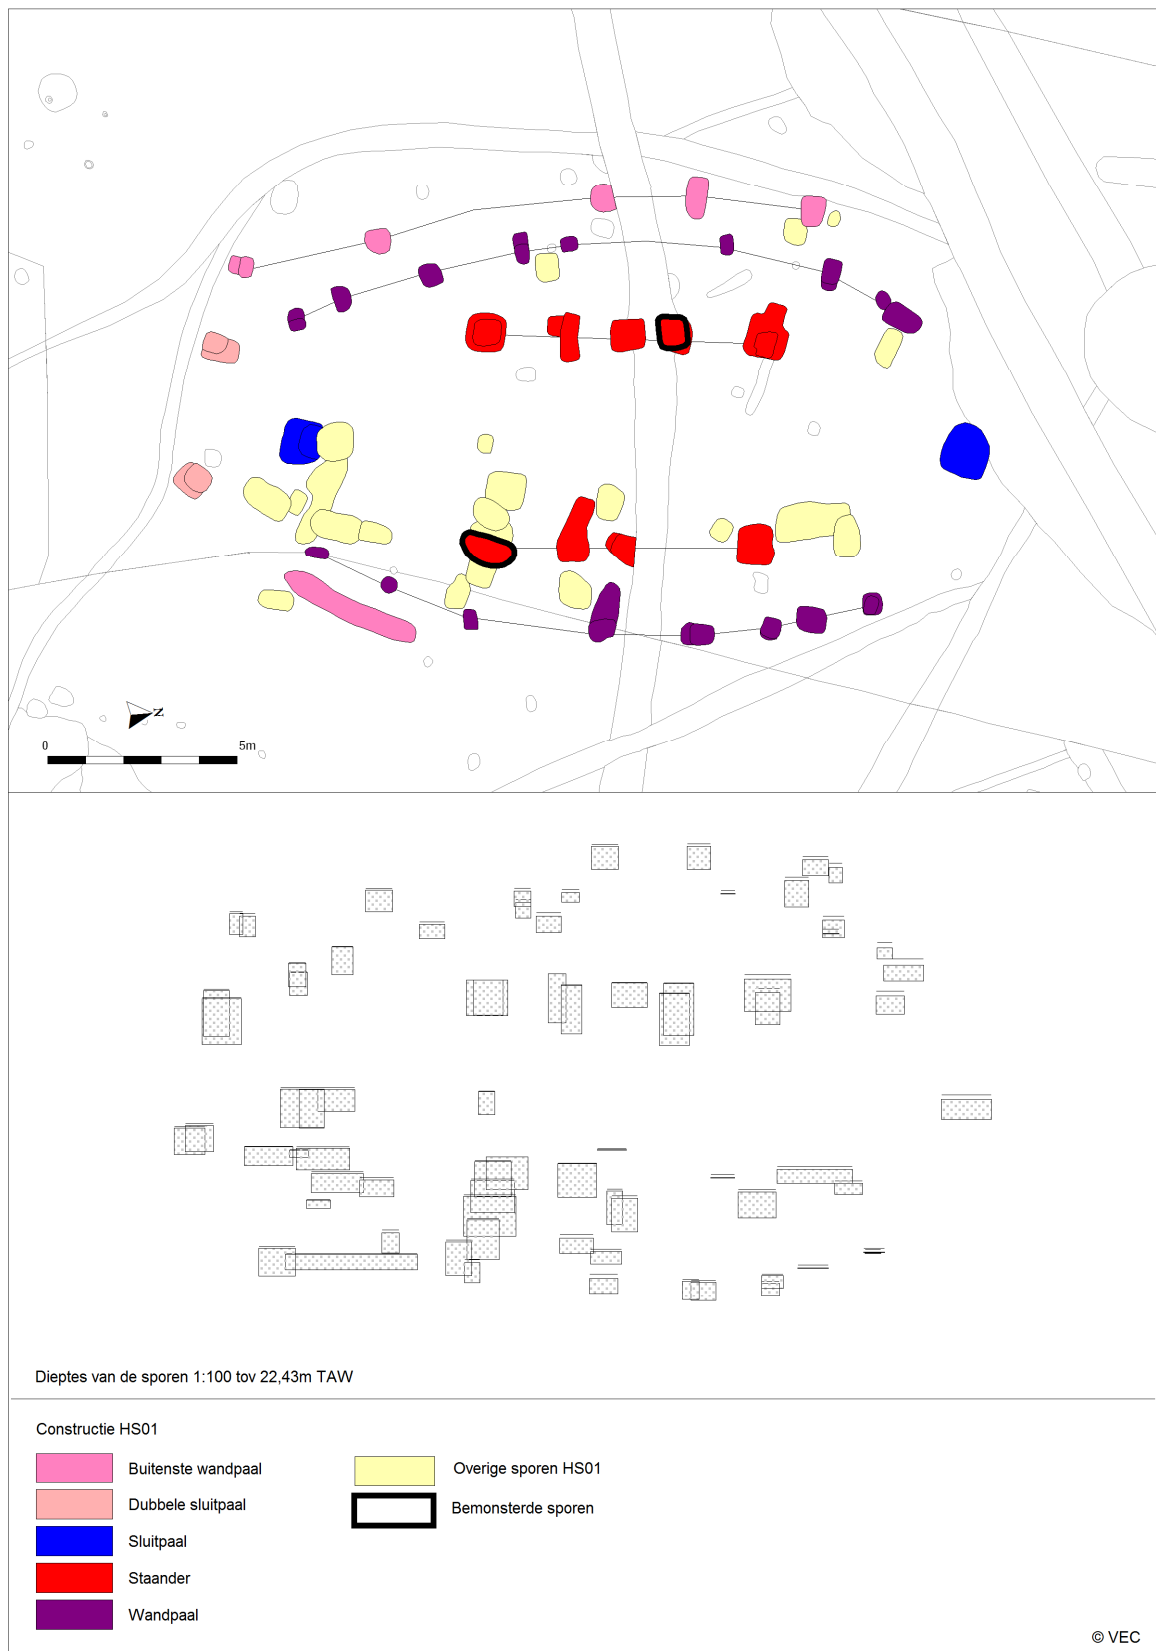 N
0 5m
Dieptes van de sporen 1:100 tov 22,43m TAW
Constructie HS01
Buitenste wandpaal
Dubbele sluitpaal
Sluitpaal
Staander
Wandpaal
Overige sporen HS01
Bemonsterde sporen
© VEC